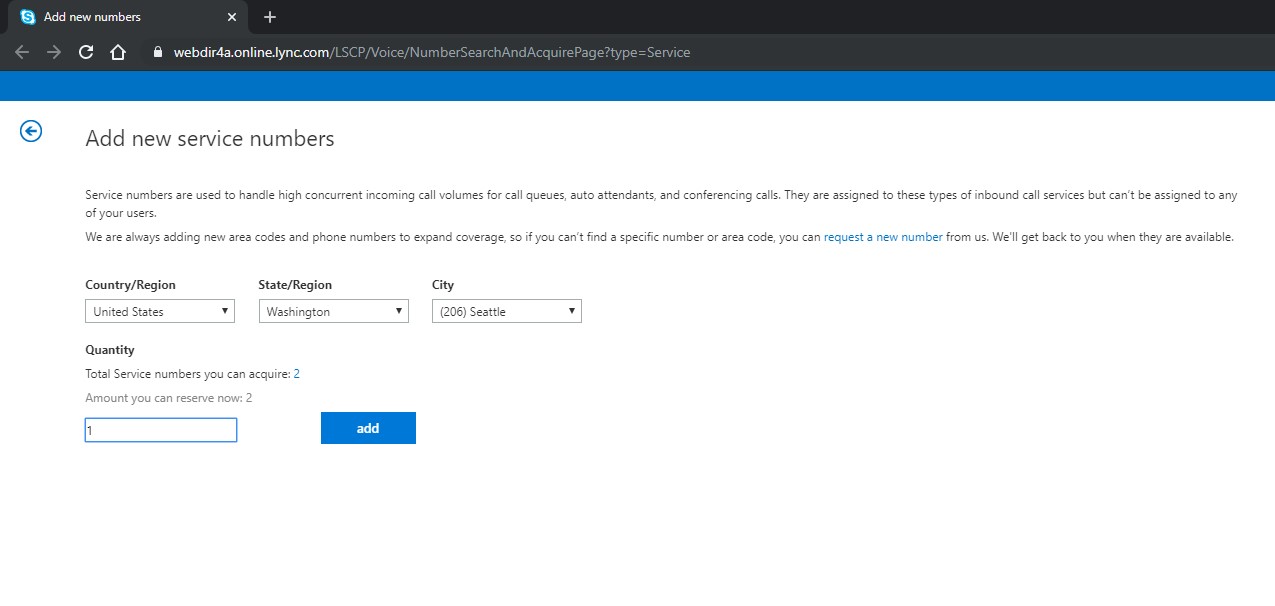 Add new numbers
webdir4a.online.lync.com/LSCP/Voice/NumberSearchAndAcquirePage?type=Service
Add new service numbers
Service numbers are used to handle high concurrent incoming call volumes for call queues, auto attendants, and conferencing calls. They are assigned to these types of inbound call services but can't be assigned to any
of your users.
We are always adding new area codes and phone numbers to expand coverage, so if you can't find a specific number or area code, you can request a new number from us. We'll get back to you when they are available.
Country/Region State/Region City
United States Washington (206) Seattle
Quantity
Total Service numbers you can acquire: 2
Amount you can reserve now: 2
1 add